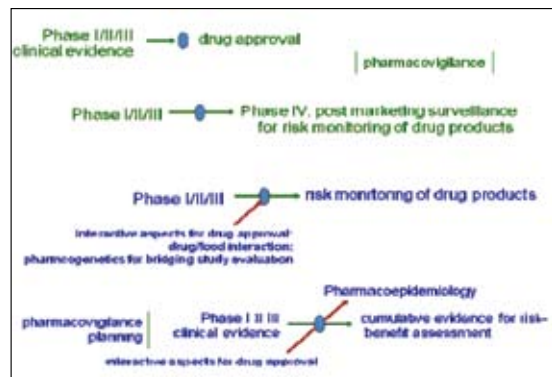 Phase I/II/III
clinical evidence
drug approval
pharmacovigilance
Phase I/II/III
Phase IV, post marketing surveillance
for risk monitoring of drug products
Phase I/II/III
risk monitoring of drug products
interactive aspects for drug approval:
drug/food interaction:
pharmcogenetics for bridging study evaluation
Pharmacoepidemiology
pharmacovigilance
planning
Phase I II III
clinical evidence
cumulative evidence for risk-
benefit assessment
interactive aspects for drug approval